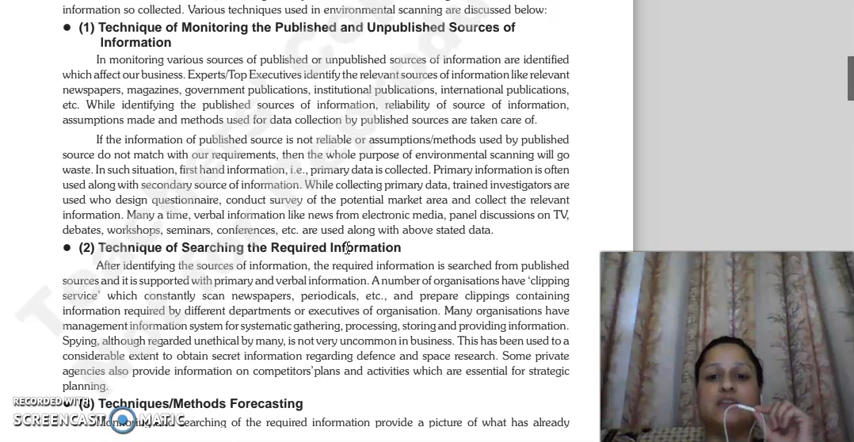 information so collected. Various techniques used in environmental scanning are discussed below:
• (1) Technique of Monitoring the Published and Unpublished Sources of
Information
In monitoring various sources of published or unpublished sources of information are identified
which affect our business. Experts/Top Executives identify the relevant sources of information like relevant
newspapers, magazines, government publications, institutional publications, international publications,
etc. While identifying the published sources of information, reliability of source of information,
assumptions made and methods used for data collection by published sources are taken care of.
If the information of published source is not reliable or assumptions/methods used by published
source do not match with our requirements, then the whole purpose of environmental scanning will go
waste. In such situation, first hand information, i.e., primary data is collected. Primary information is often
used along with secondary source of information. While collecting primary data, trained investigators are
used who design questionnaire, conduct survey of the potential market area and collect the relevant
information. Many a time, verbal information like news from electronic media, panel discussions on TV,
debates, workshops, seminars, conferences, etc. are used along with above stated data.
• (2) Technique of Searching the Required Information
After identifying the sources of information, the required information is searched from published
sources and it is supported with primary and verbal information. A number of organisations have 'clipping
service' which constantly scan newspapers, periodicals, etc., and prepare clippings containing
information required by different departments or executives of organisation. Many organisations have
management information system for systematic gathering, processing, storing and providing information.
Spying, although regarded unethical by many, is not very uncommon in business. This has been used to a
considerable extent to obtain secret information regarding defence and space research. Some private
agencies also provide information on competitors'plans and activities which are essential for strategic
planning.
• (3) Techniques/Methods Forecasting
RECORDED WITH
SCREENCAST MATIC
Monitoring and searching of the required information provide a picture of what has already